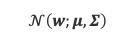 𝒩(𝒘; 𝝁, 𝜮)